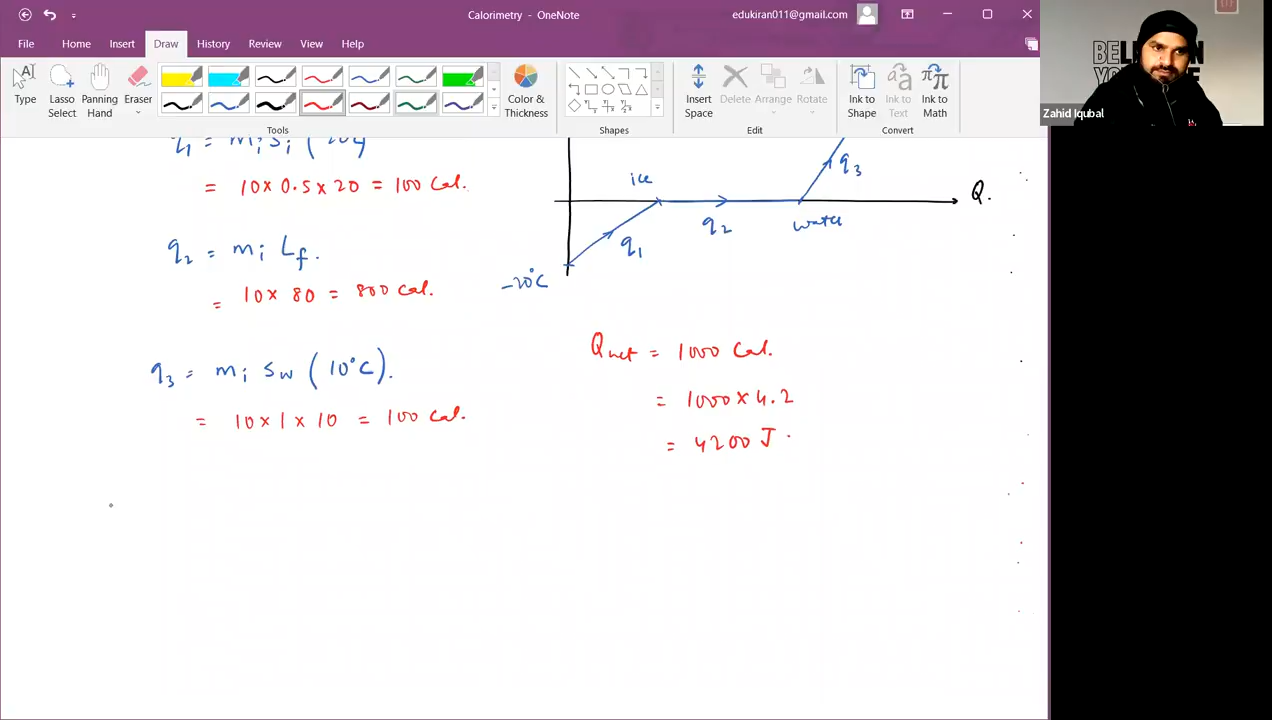 Calorimetry - OneNote
edukiran011@gmail.com
File Home Insert Draw History Review View Help
Type
Lasso Select
Panning Hand
Eraser
Color & Thickness
Insert Space
Delete
Arrange
Rotate
Ink to Shape
Ink to Text
Ink to Math
Tools
Shapes
Edit
Convert
Zahid Iqubal
q1 = mi si (20
= 10 × 0.5 × 20 = 100 Cal.
q2 = mi Lf.
= 10 × 80 = 800 Cal.
q3 = mi Sw (10°C).
= 10 × 1 × 10 = 100 Cal.
ice
q3
Q.
q1
q2
water
-20°C
Qnet = 1000 Cal.
= 1000 × 4.2
= 4200 J.